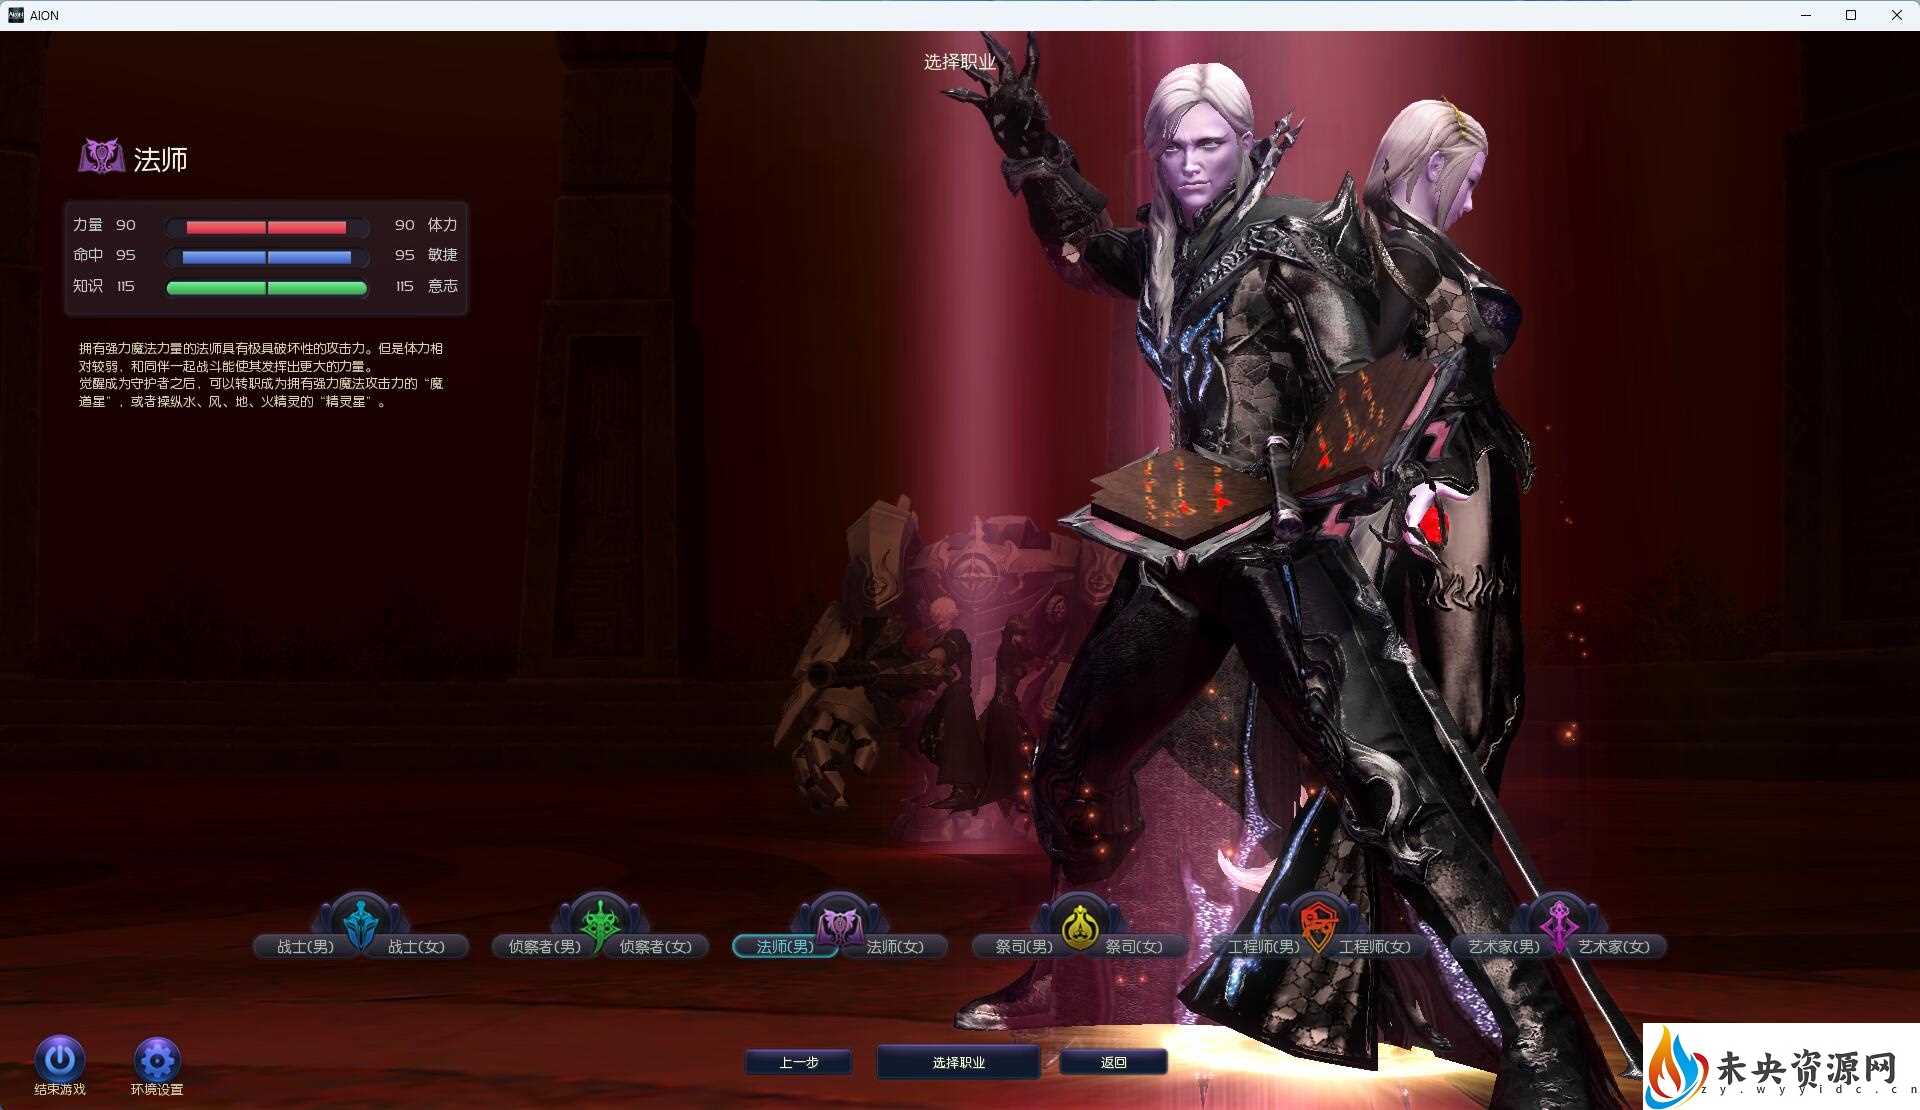 AION
选择职业
法师
力量 90 90 体力
命中 95 95 敏捷
知识 115 115 意志
拥有强力魔法力量的法师具有极具破坏性的攻击力。但是体力相
对较弱，和同伴一起战斗能使其发挥出更大的力量。
觉醒成为守护者之后，可以转职成为拥有强力魔法攻击力的“魔
道星”，或者操纵水、风、地、火精灵的“精灵星”。
战士(男) 战士(女) 侦察者(男) 侦察者(女) 法师(男) 法师(女) 祭司(男) 祭司(女) 工程师(男) 工程师(女) 艺术家(男) 艺术家(女)
上一步 选择职业 返回
结束游戏 环境设置
未央资源网
zy.wyyidc.cn